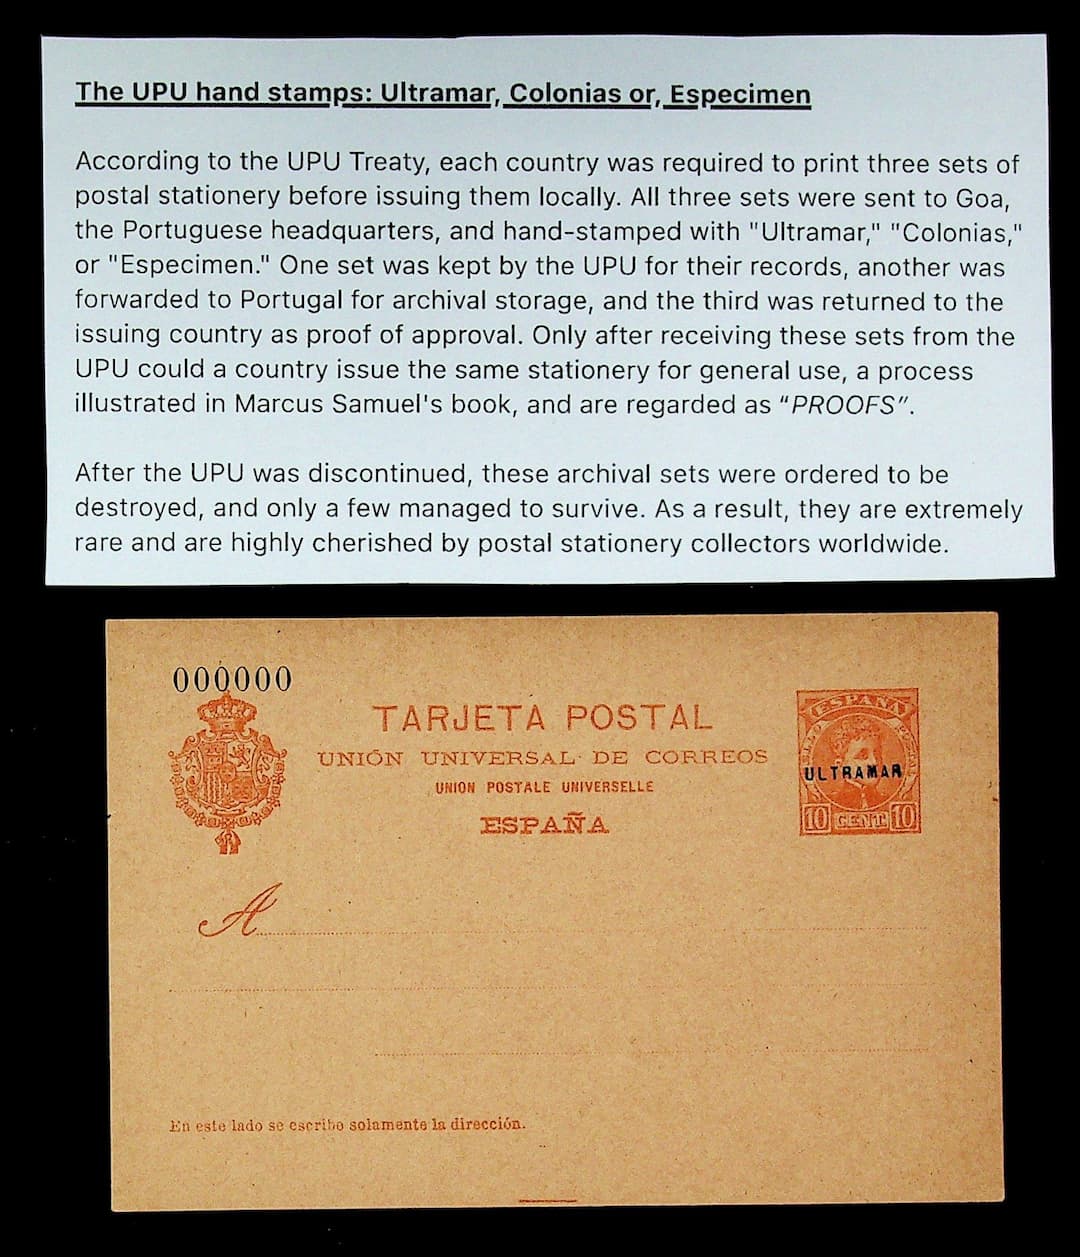 The UPU hand stamps: Ultramar, Colonias or, Especimen
According to the UPU Treaty, each country was required to print three sets of
postal stationery before issuing them locally. All three sets were sent to Goa,
the Portuguese headquarters, and hand-stamped with "Ultramar," "Colonias,"
or "Especimen." One set was kept by the UPU for their records, another was
forwarded to Portugal for archival storage, and the third was returned to the
issuing country as proof of approval. Only after receiving these sets from the
UPU could a country issue the same stationery for general use, a process
illustrated in Marcus Samuel's book, and are regarded as “PROOFS”.
After the UPU was discontinued, these archival sets were ordered to be
destroyed, and only a few managed to survive. As a result, they are extremely
rare and are highly cherished by postal stationery collectors worldwide.
000000
TARJETA POSTAL
UNIÓN UNIVERSAL DE CORREOS
UNION POSTALE UNIVERSELLE
ESPAÑA
ESPAÑA
ULTRAMAR
10 CENT. 10
A
En este lado se escribe solamente la dirección.